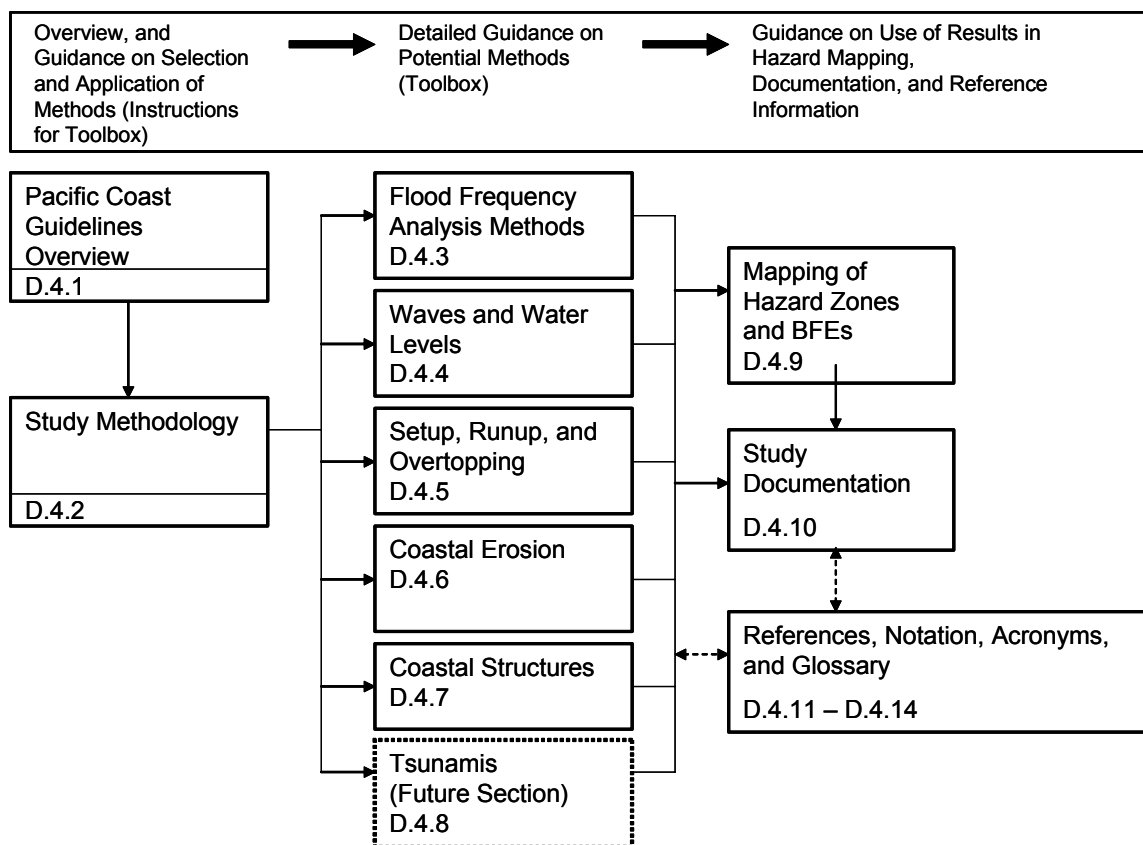 Overview, and
Guidance on Selection
and Application of
Methods (Instructions
for Toolbox)
Detailed Guidance on
Potential Methods
(Toolbox)
Guidance on Use of Results in
Hazard Mapping,
Documentation, and Reference
Information
Pacific Coast
Guidelines
Overview
D.4.1
Study Methodology
D.4.2
Flood Frequency
Analysis Methods
D.4.3
Waves and Water
Levels
D.4.4
Setup, Runup, and
Overtopping
D.4.5
Coastal Erosion
D.4.6
Coastal Structures
D.4.7
Tsunamis
(Future Section)
D.4.8
Mapping of
Hazard Zones
and BFEs
D.4.9
Study
Documentation
D.4.10
References, Notation, Acronyms,
and Glossary
D.4.11 – D.4.14